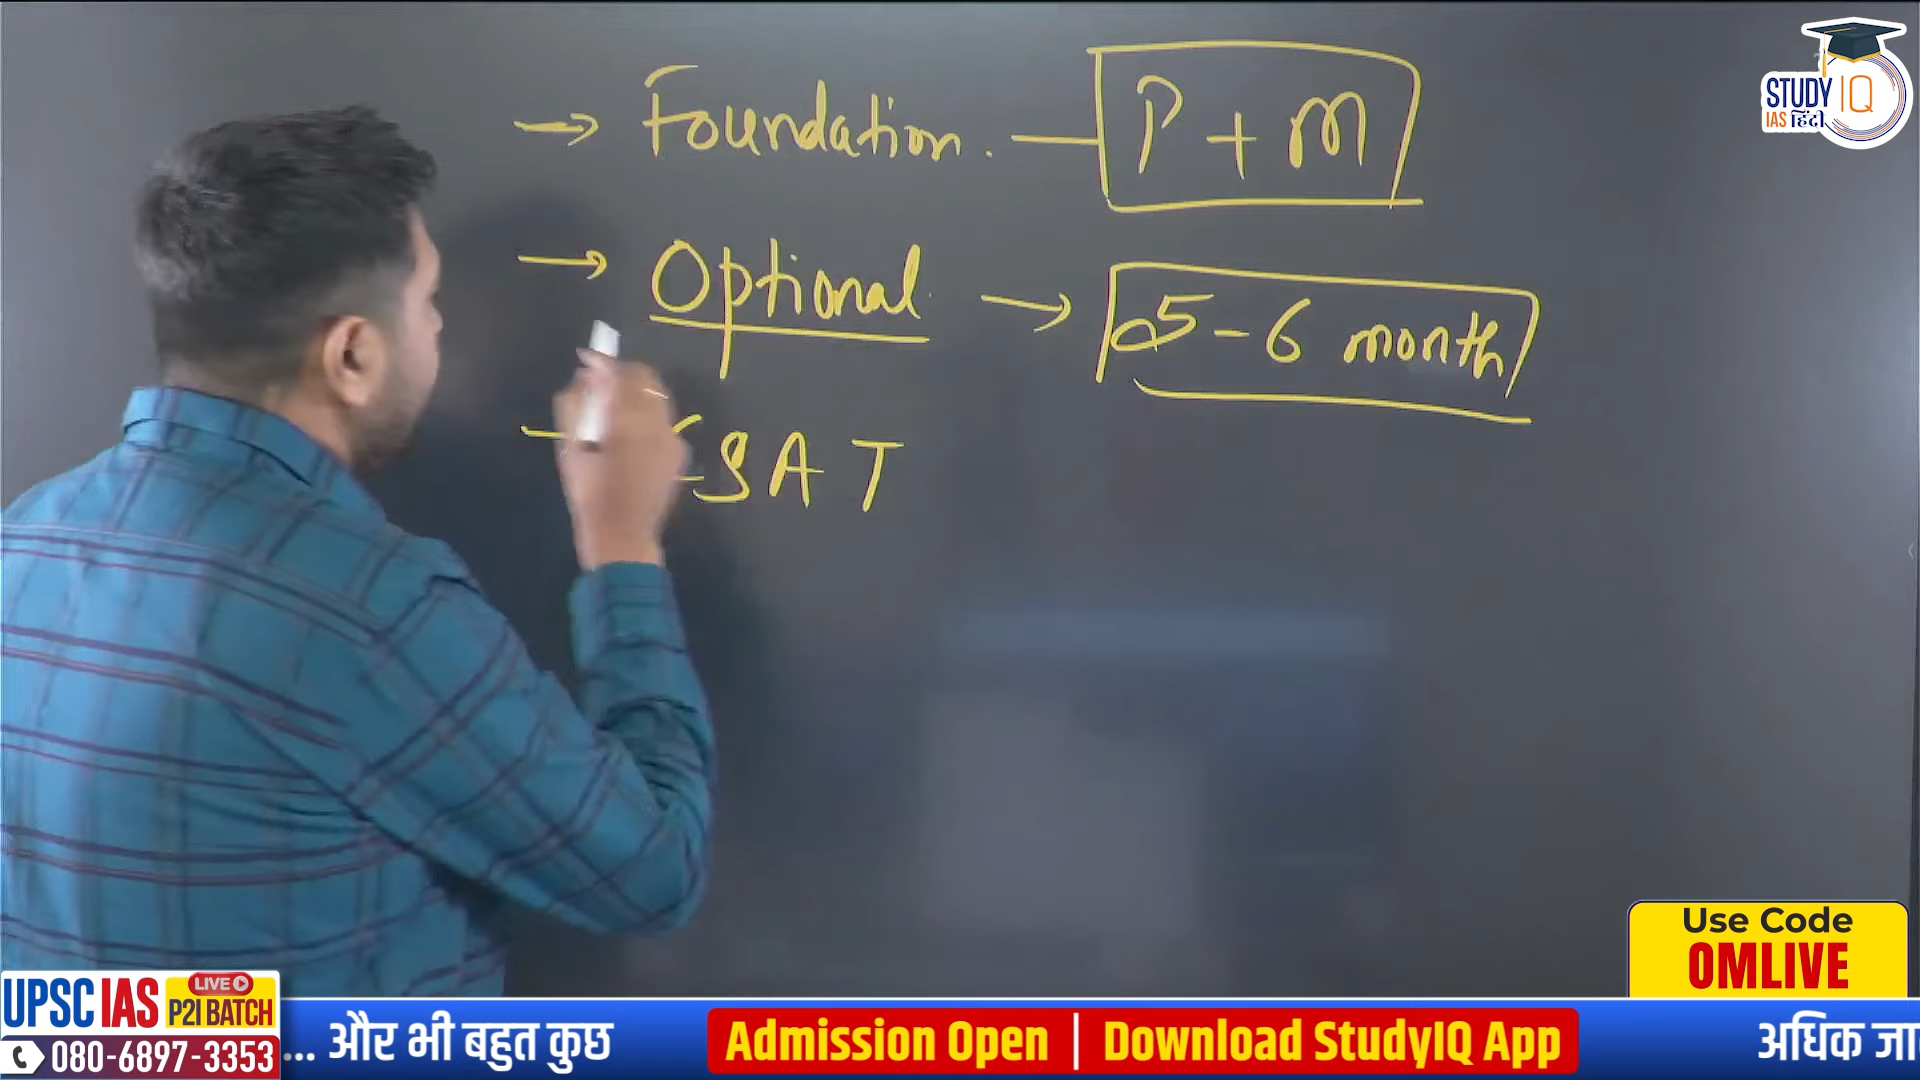 → Foundation. — P + M
→ Optional → 05-6 month
CSAT
STUDY IQ
IAS हिंदी
Use Code
OMLIVE
UPSC IAS LIVE P2I BATCH
080-6897-3353
... और भी बहुत कुछ Admission Open | Download StudyIQ App अधिक